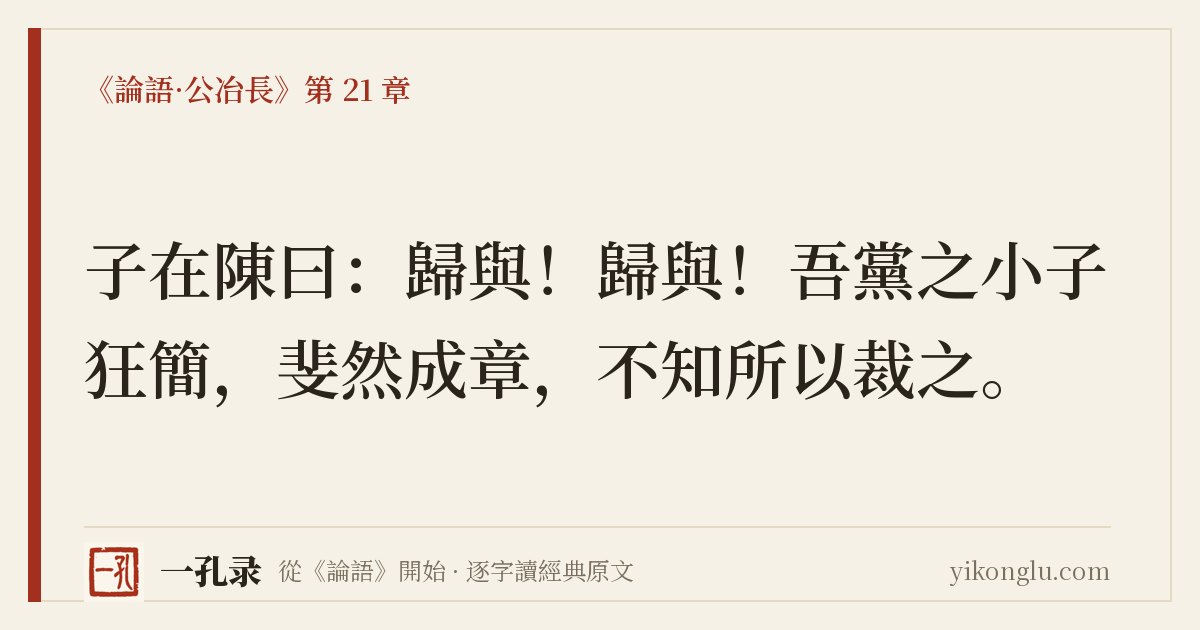 《論語·公冶長》第 21 章
子在陳曰：歸與！歸與！吾黨之小子
狂簡，斐然成章，不知所以裁之。
一孔
一孔录
從《論語》開始 · 逐字讀經典原文
yikonglu.com